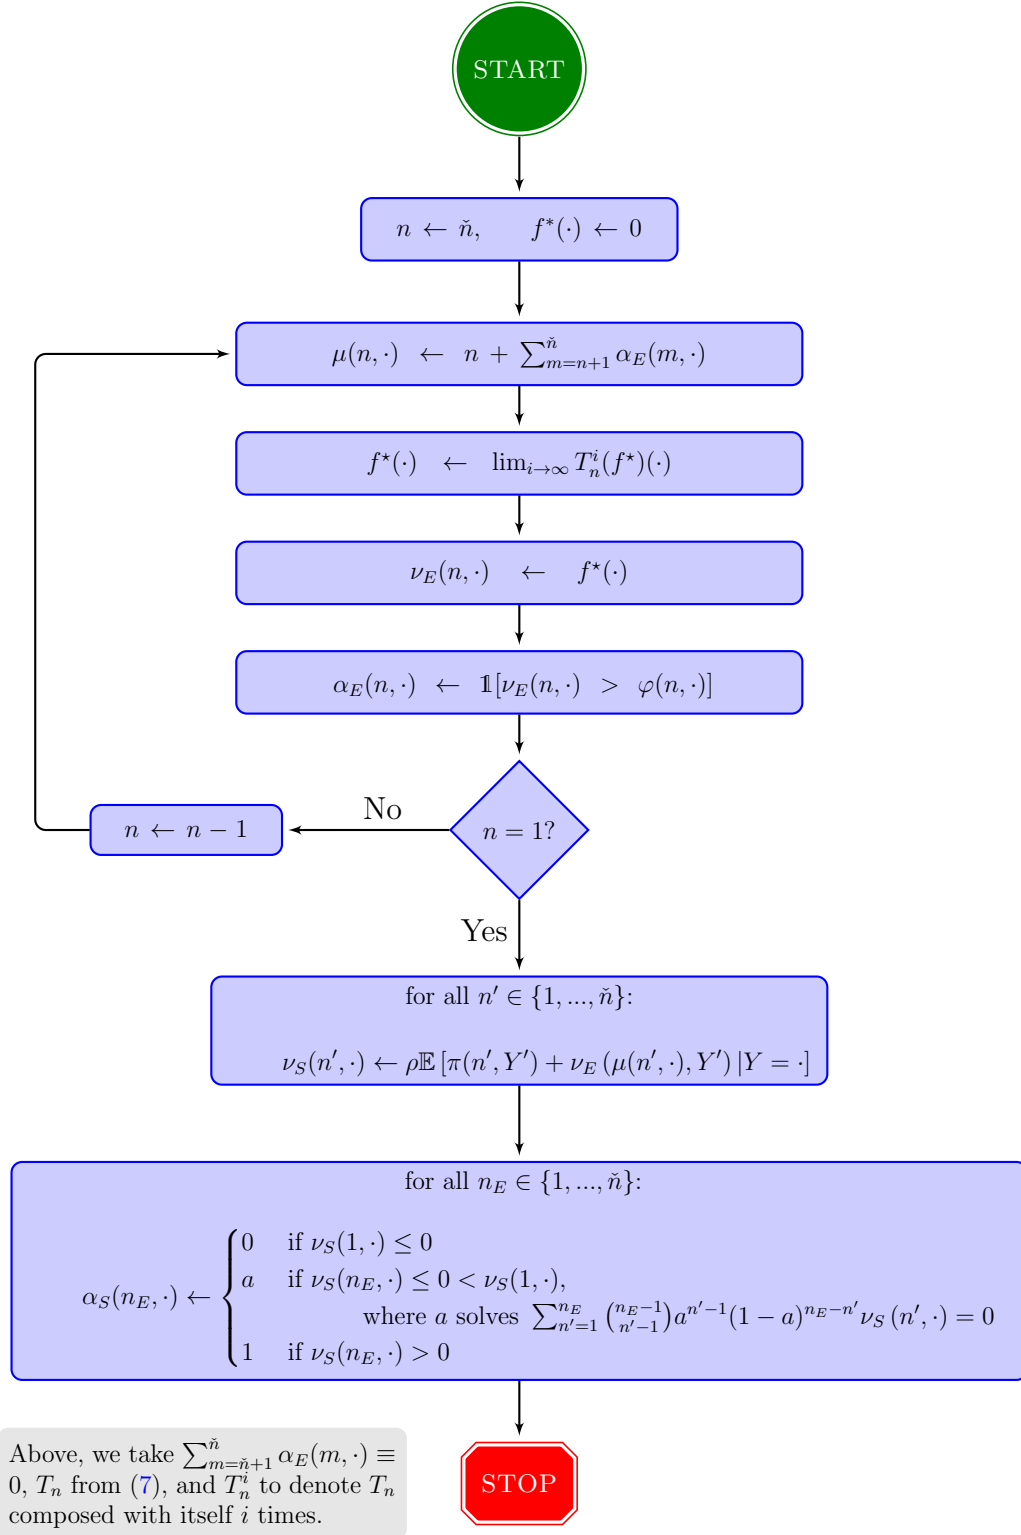 START
n ← ň,  f*(·) ← 0
μ(n, ·) ← n + ∑_{m=n+1}^{ň} α_E(m, ·)
f^⋆(·) ← lim_{i→∞} T_n^i(f^⋆)(·)
ν_E(n, ·) ← f^⋆(·)
α_E(n, ·) ← 𝟙[ν_E(n, ·) > φ(n, ·)]
No
n ← n − 1
n = 1?
Yes
for all n′ ∈ {1, ..., ň}:
ν_S(n′, ·) ← ρ𝔼 [π(n′, Y′) + ν_E (μ(n′, ·), Y′) |Y = ·]
for all n_E ∈ {1, ..., ň}:
α_S(n_E, ·) ← {
0 if ν_S(1, ·) ≤ 0
a if ν_S(n_E, ·) ≤ 0 < ν_S(1, ·),
where a solves ∑_{n′=1}^{n_E} \binom{n_E−1}{n′−1} a^{n′−1}(1 − a)^{n_E−n′} ν_S (n′, ·) = 0
1 if ν_S(n_E, ·) > 0
Above, we take ∑_{m=ň+1}^{ň} α_E(m, ·) ≡
0, T_n from (7), and T_n^i to denote T_n
composed with itself i times.
STOP